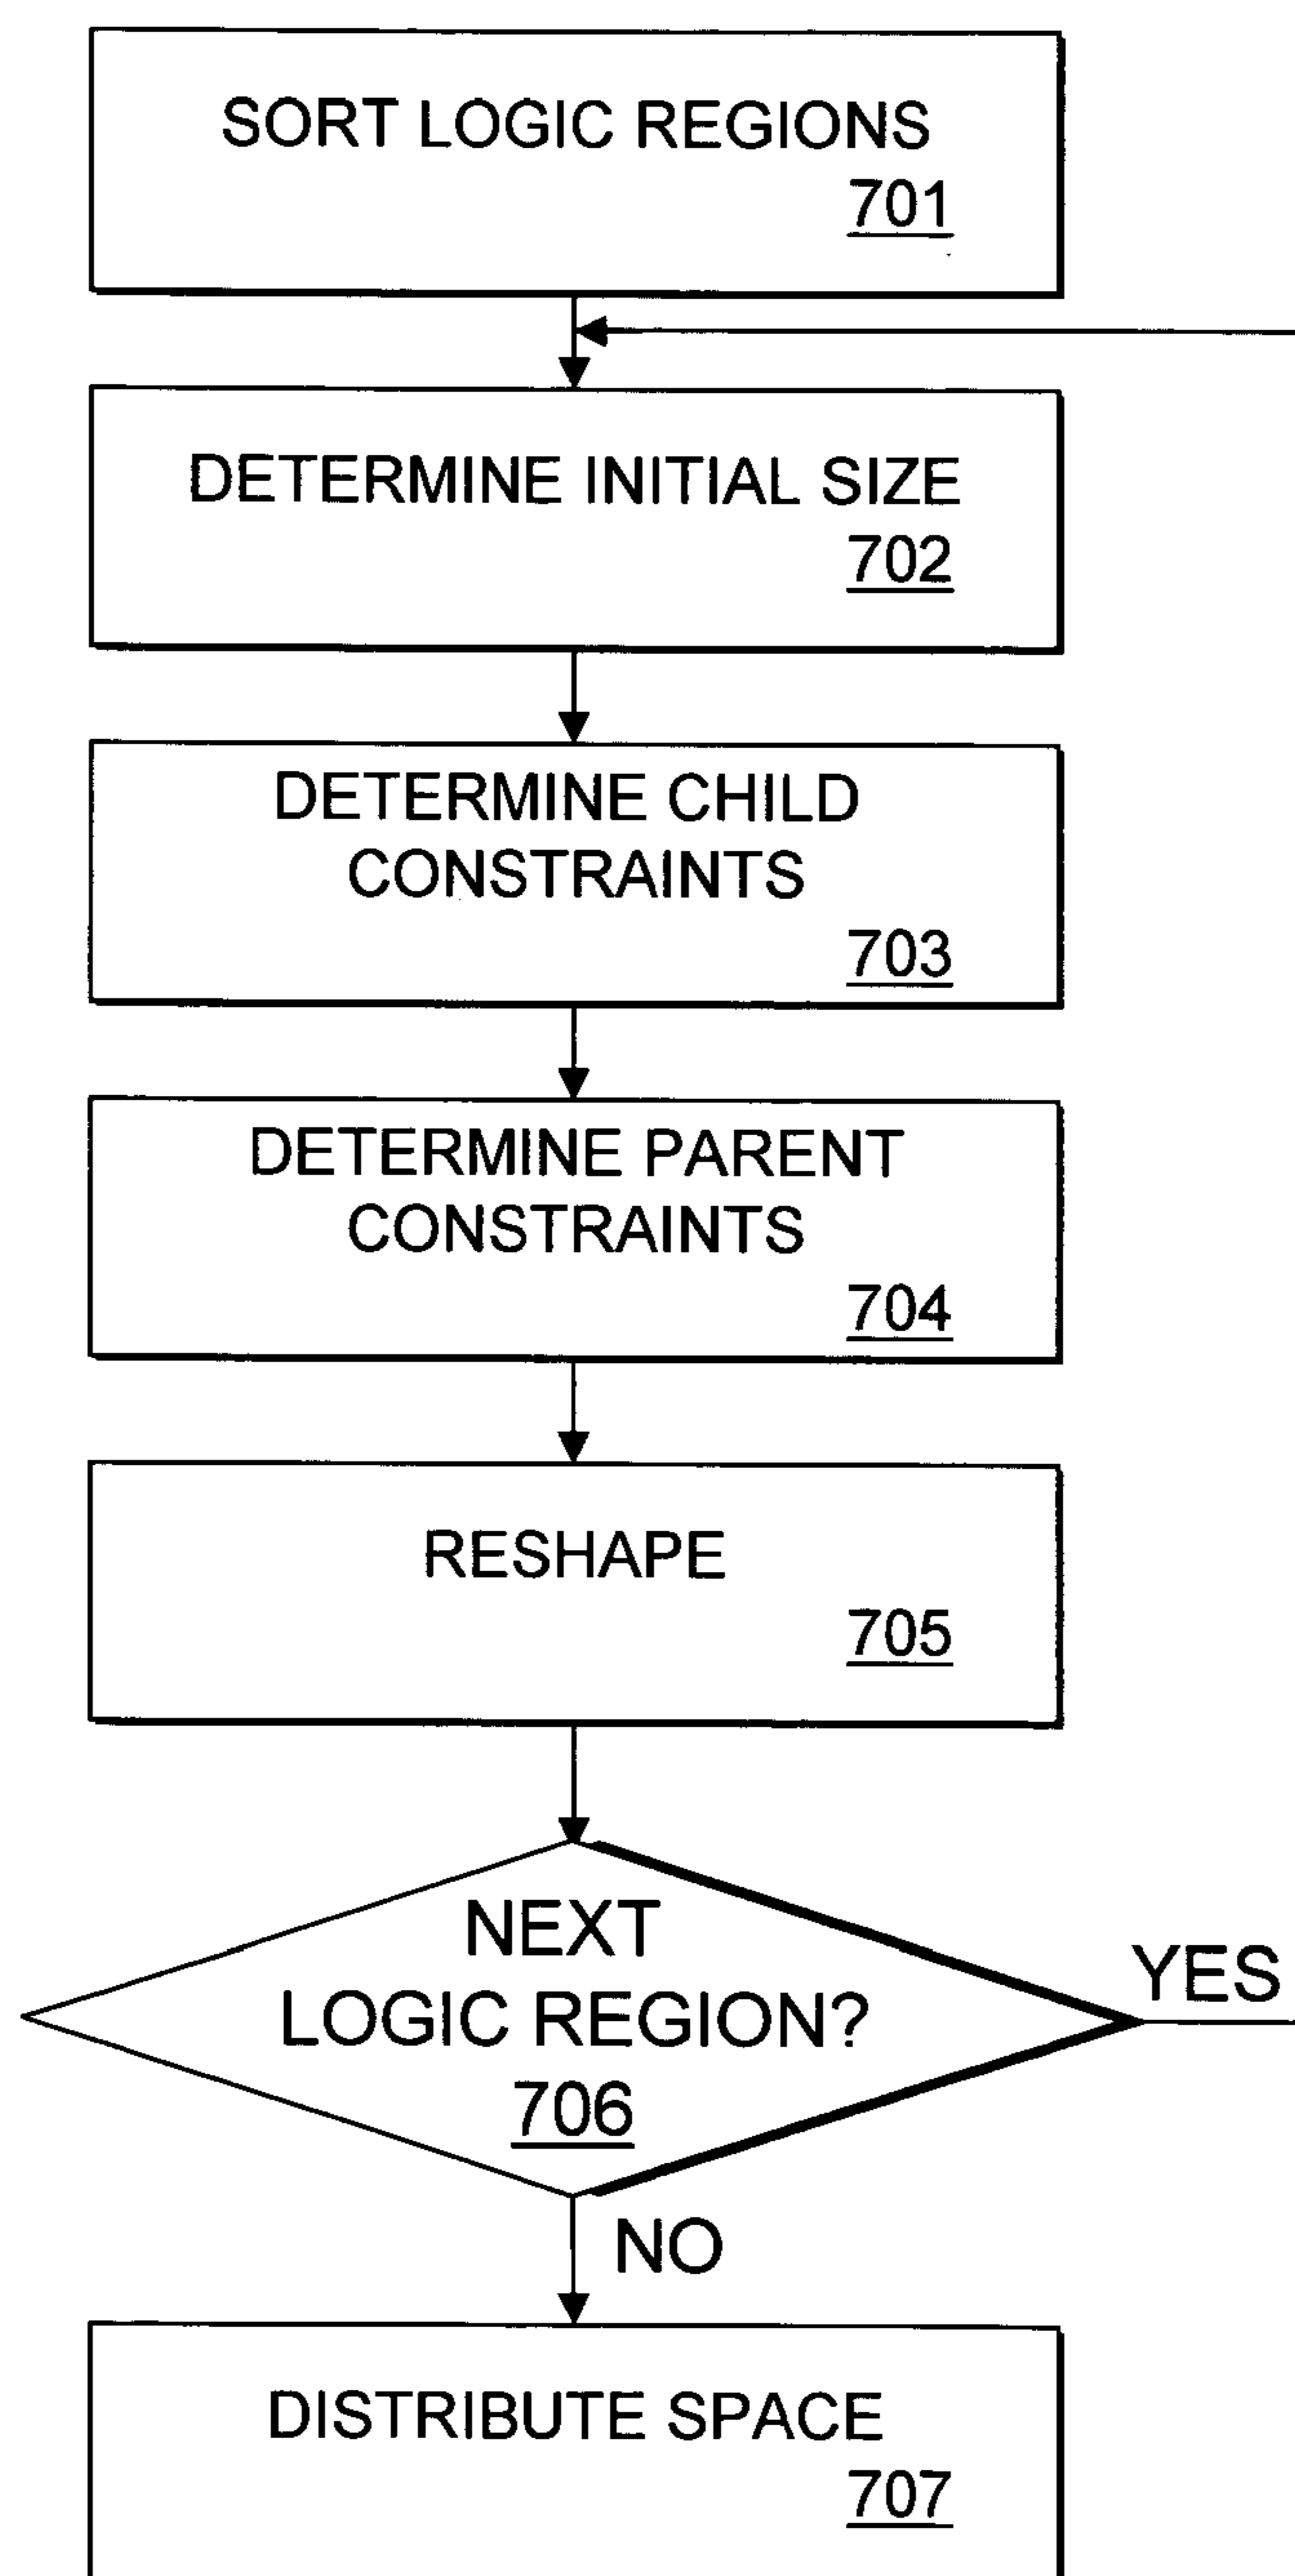 SORT LOGIC REGIONS
701
DETERMINE INITIAL SIZE
702
DETERMINE CHILD
CONSTRAINTS
703
DETERMINE PARENT
CONSTRAINTS
704
RESHAPE
705
NEXT
LOGIC REGION?
706
YES
NO
DISTRIBUTE SPACE
707